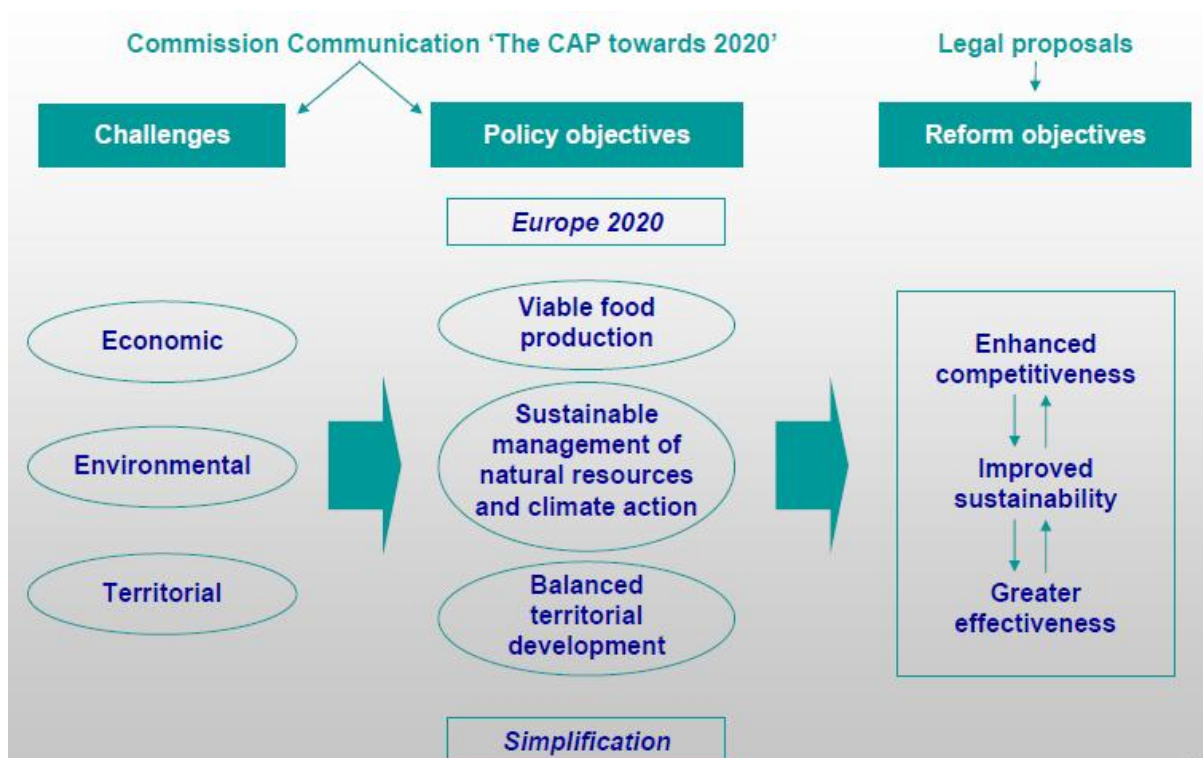 Commission Communication ‘The CAP towards 2020’
Legal proposals
Challenges
Policy objectives
Reform objectives
Europe 2020
Economic
Environmental
Territorial
Viable food
production
Sustainable
management of
natural resources
and climate action
Balanced
territorial
development
Simplification
Enhanced
competitiveness
Improved
sustainability
Greater
effectiveness